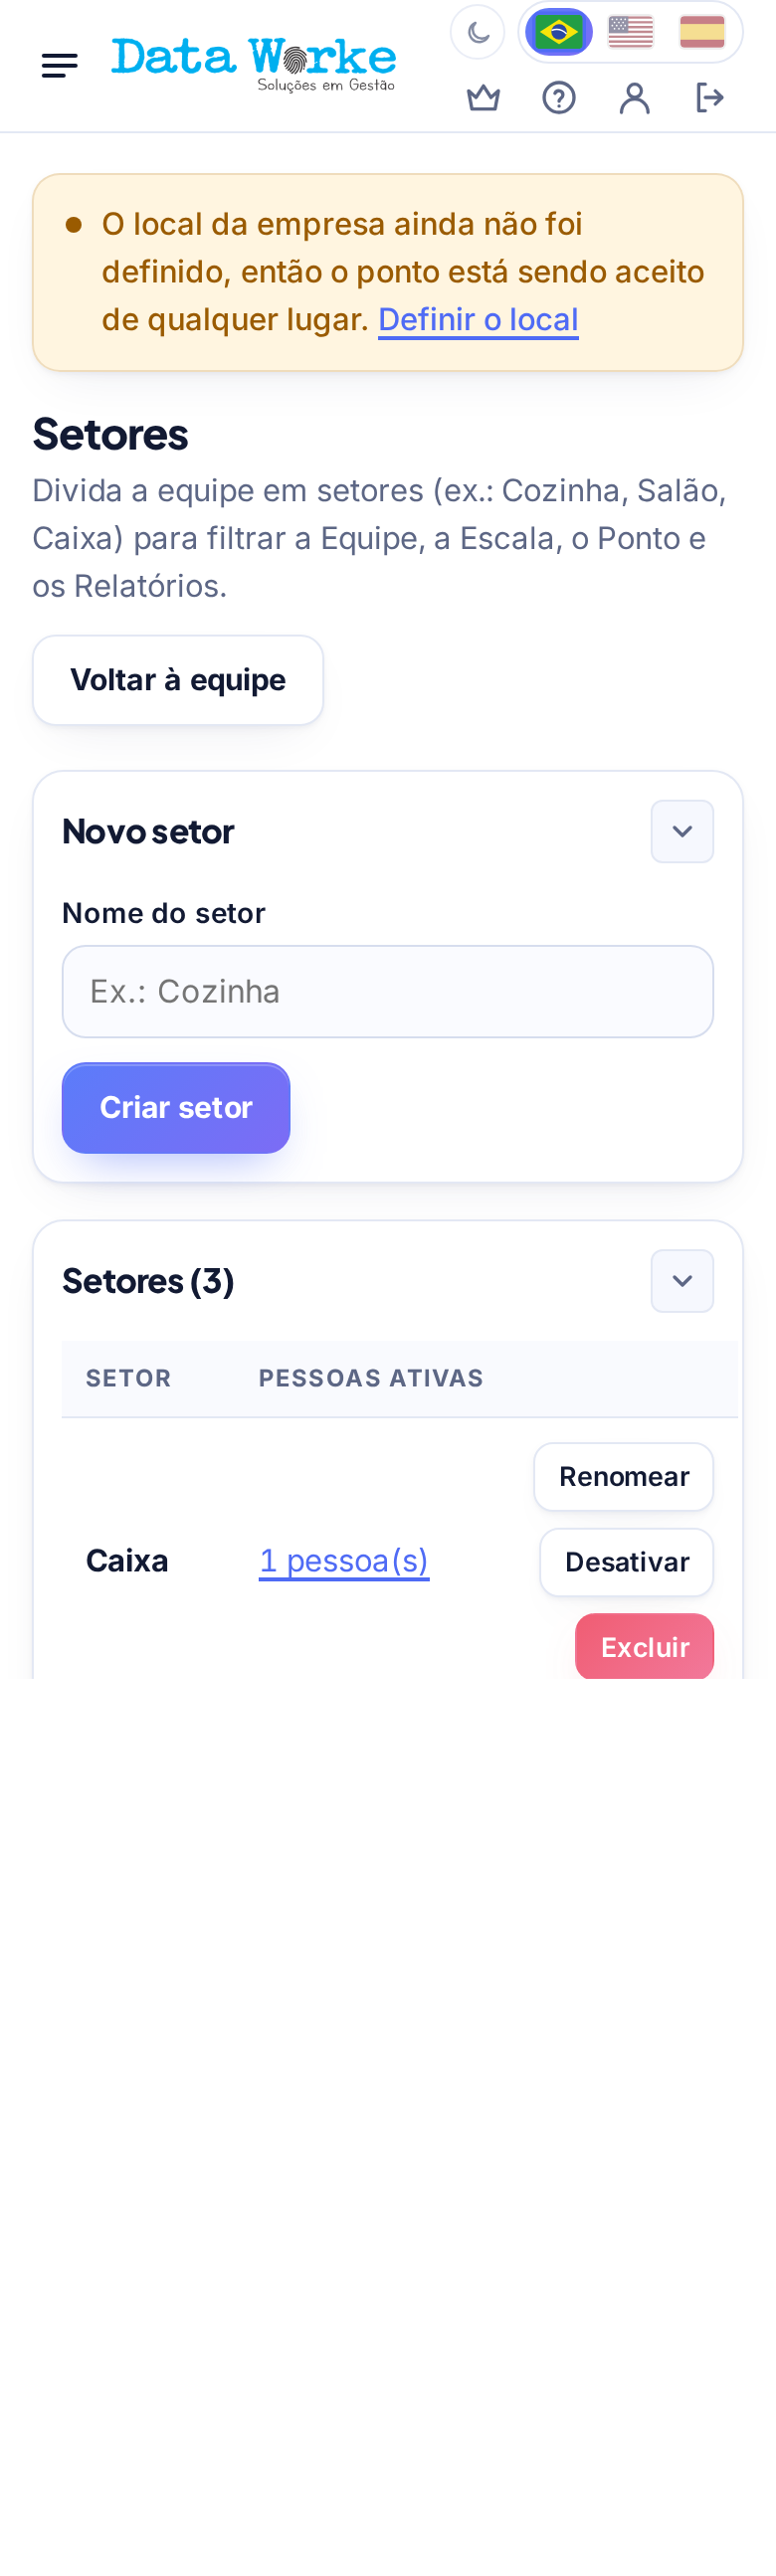 Data Worke
Soluções em Gestão
O local da empresa ainda não foi
definido, então o ponto está sendo aceito
de qualquer lugar. Definir o local
Setores
Divida a equipe em setores (ex.: Cozinha, Salão,
Caixa) para filtrar a Equipe, a Escala, o Ponto e
os Relatórios.
Voltar à equipe
Novo setor
Nome do setor
Ex.: Cozinha
Criar setor
Setores (3)
SETOR PESSOAS ATIVAS
Renomear
Caixa 1 pessoa(s) Desativar
Excluir